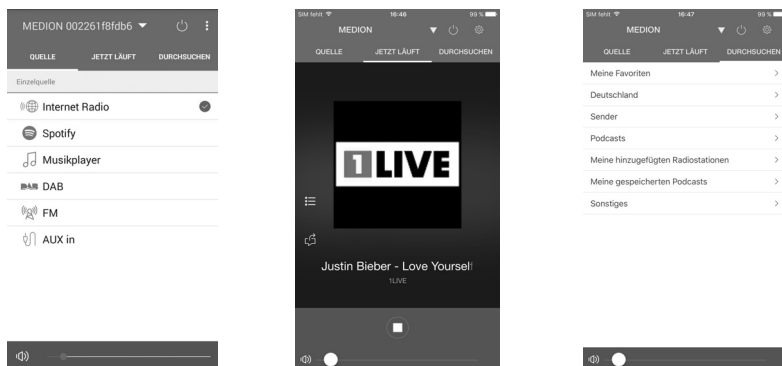 MEDION 002261f8fdb6
QUELLE JETZT LÄUFT DURCHSUCHEN
Einzelquelle
Internet Radio
Spotify
Musikplayer
DAB DAB
FM
AUX in
SIM fehlt 16:46 99 %
MEDION
QUELLE JETZT LÄUFT DURCHSUCHEN
1LIVE
Justin Bieber - Love Yourself
1LIVE
SIM fehlt 16:47 99 %
MEDION
QUELLE JETZT LÄUFT DURCHSUCHEN
Meine Favoriten
Deutschland
Sender
Podcasts
Meine hinzugefügten Radiostationen
Meine gespeicherten Podcasts
Sonstiges